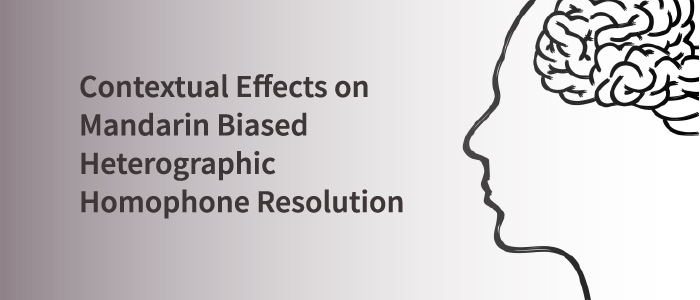 Contextual Effects on
Mandarin Biased
Heterographic
Homophone Resolution